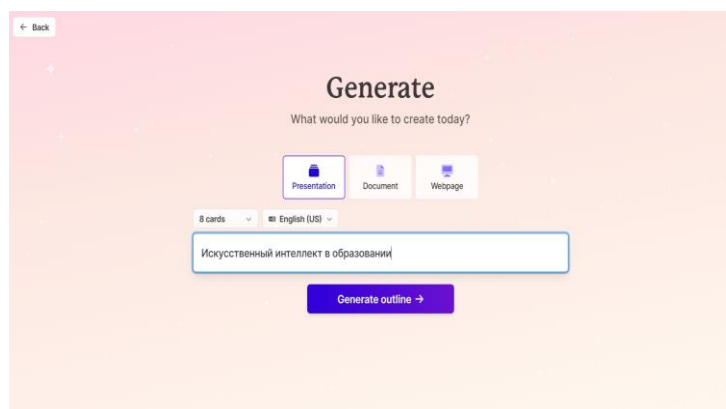 ← Back
Generate
What would you like to create today?
Presentation Document Webpage
8 cards English (US)
Искусственный интеллект в образовании
Generate outline →